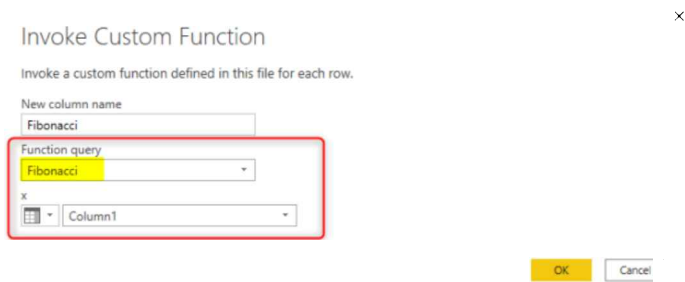 Invoke Custom Function
Invoke a custom function defined in this file for each row.
New column name
Fibonacci
Function query
Fibonacci
x
Column1
OK Cancel